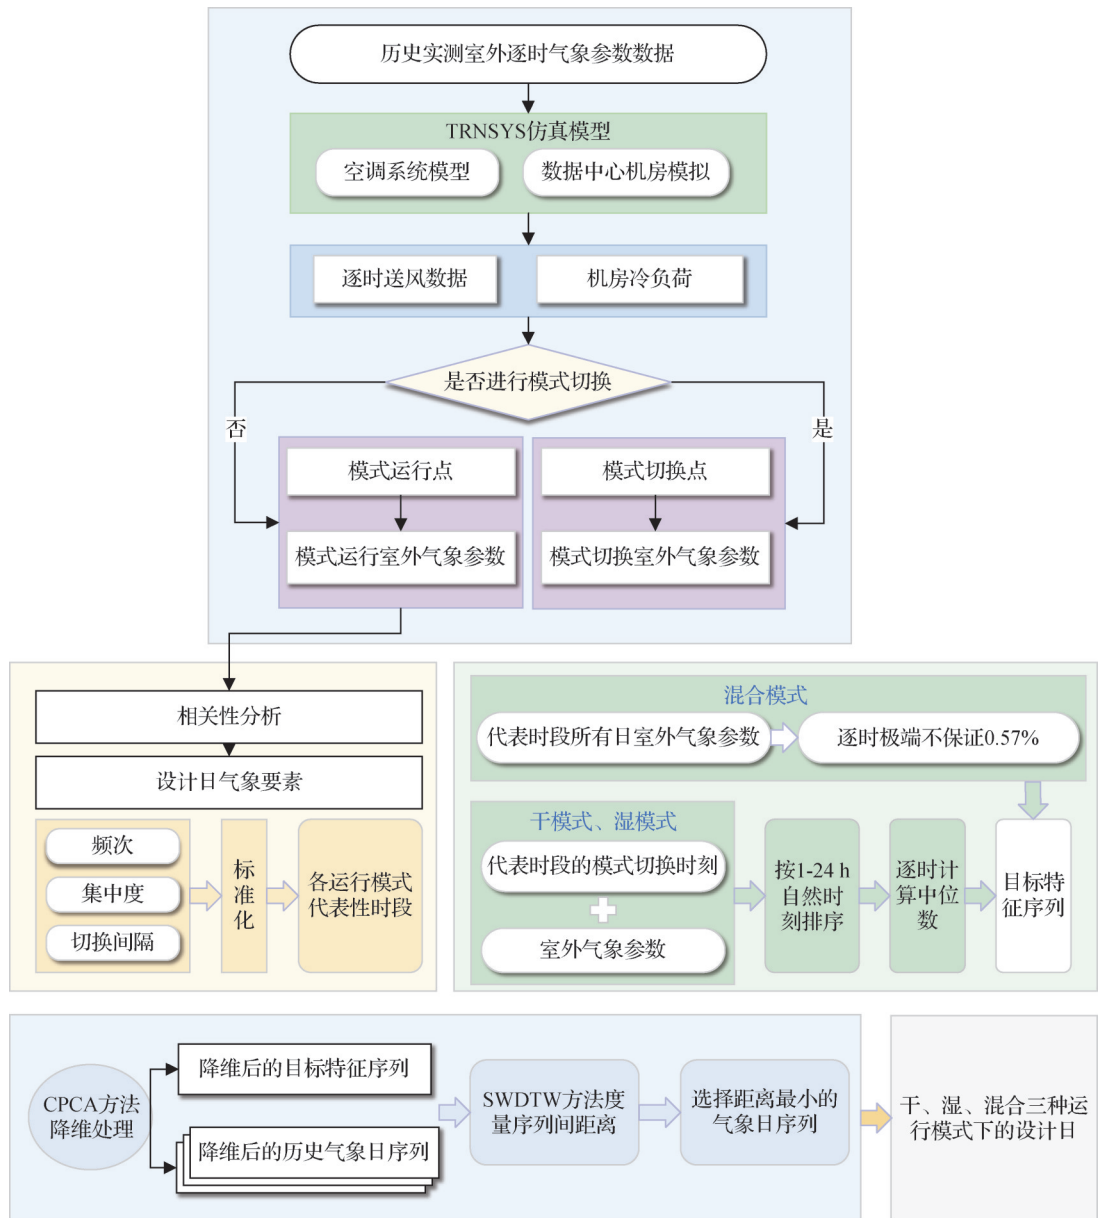 历史实测室外逐时气象参数数据
TRNSYS仿真模型
空调系统模型
数据中心机房模拟
逐时送风数据
机房冷负荷
是否进行模式切换
否
是
模式运行点
模式切换点
模式运行室外气象参数
模式切换室外气象参数
相关性分析
设计日气象要素
频次
集中度
切换间隔
标
准
化
各运行模式
代表性时段
混合模式
代表时段所有日室外气象参数
逐时极端不保证0.57%
干模式、湿模式
代表时段的模式切换时刻
室外气象参数
按1-24 h
自然时
刻排序
逐时计
算中位
数
目标特
征序列
CPCA方法
降维处理
降维后的目标特征序列
降维后的历史气象日序列
SWDTW方法度
量序列间距离
选择距离最小的
气象日序列
干、湿、混合三种运
行模式下的设计日